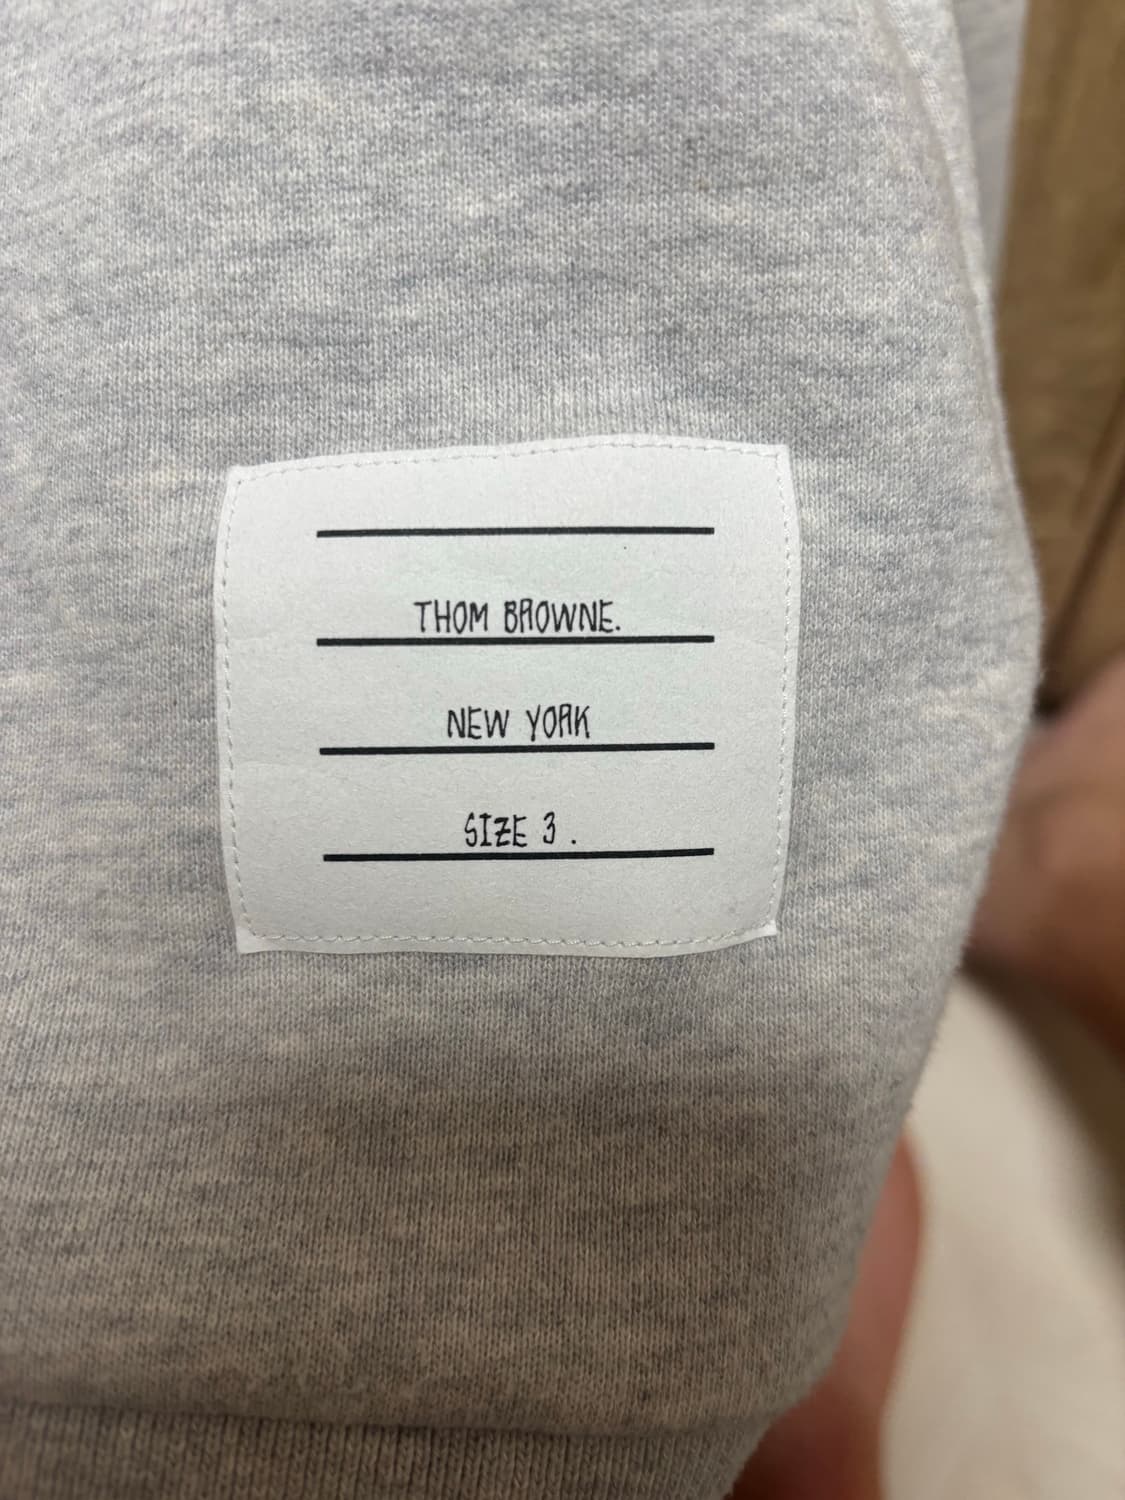 THOM BROWNE.
NEW YORK
SIZE 3 .